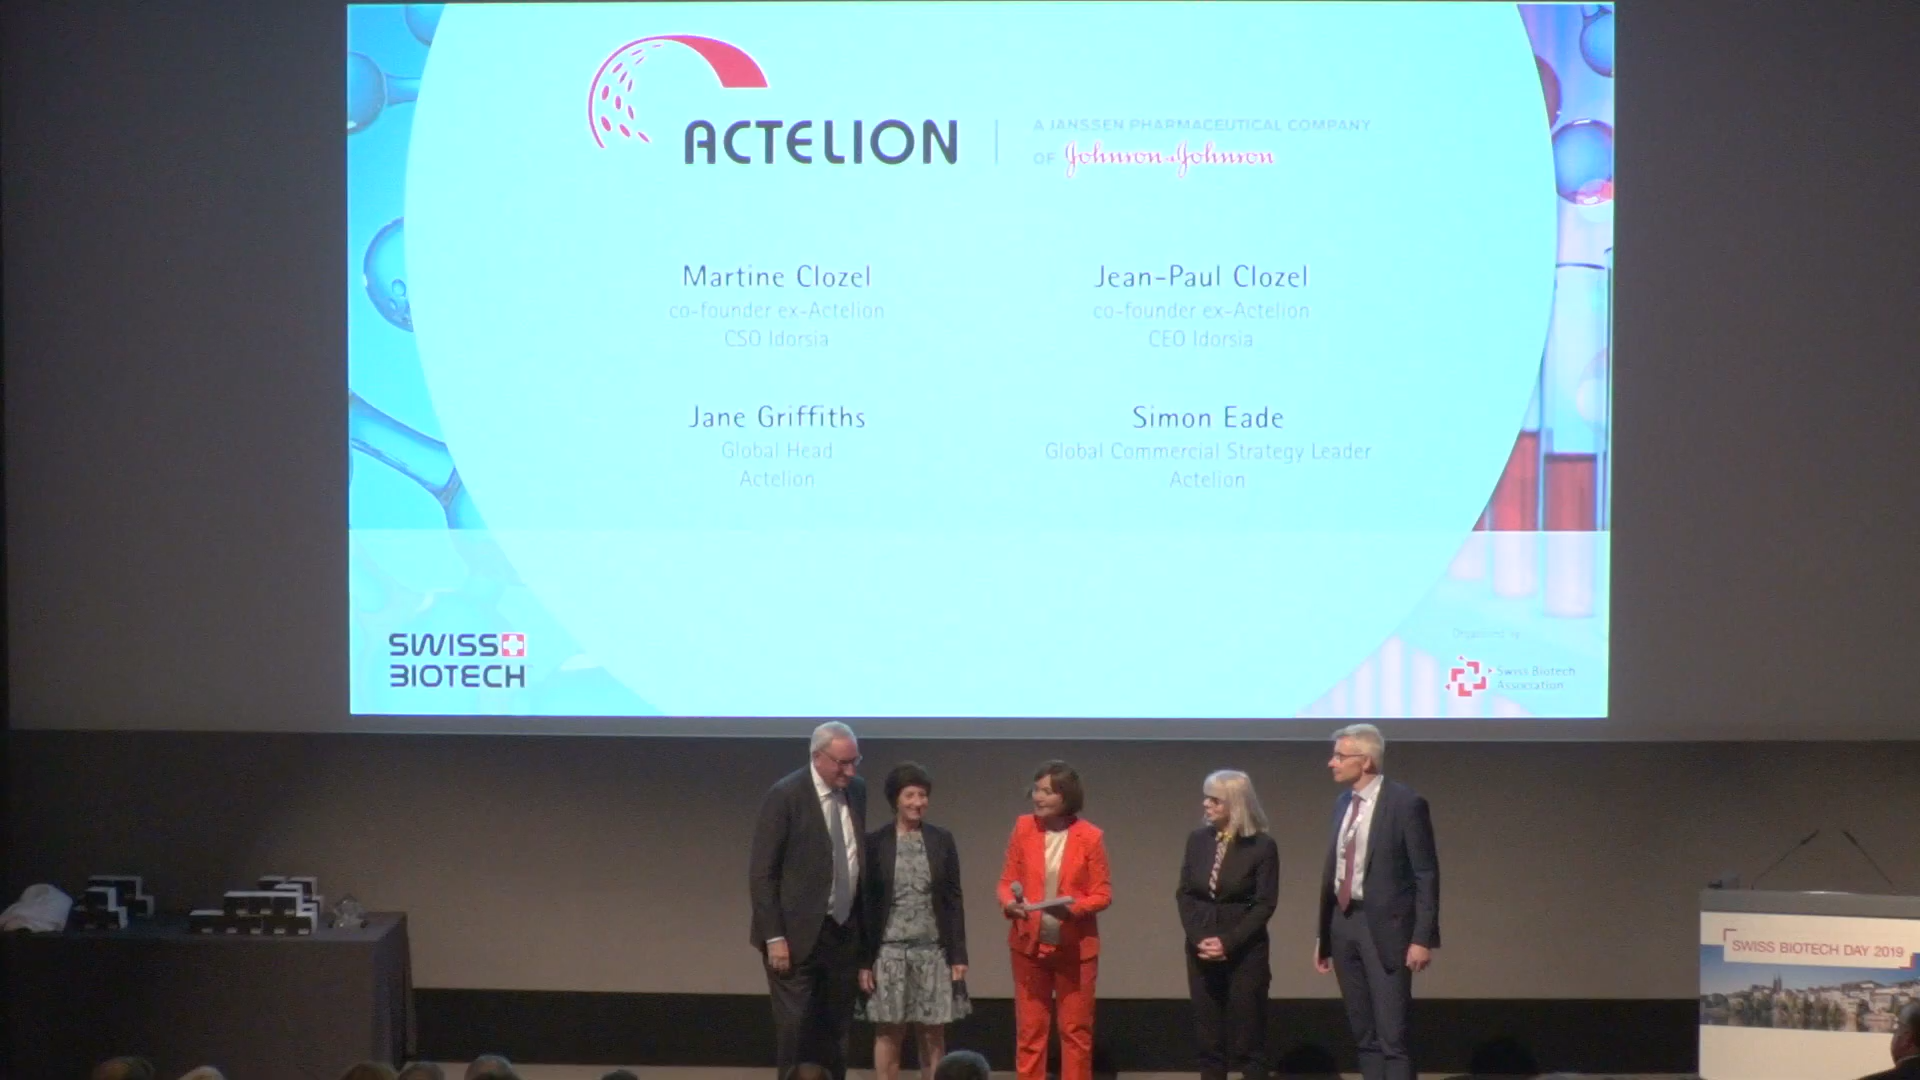 ACTELION
A JANSSEN PHARMACEUTICAL COMPANY
OF Johnson & Johnson
Martine Clozel
co-founder ex-Actelion
CSO Idorsia
Jean-Paul Clozel
co-founder ex-Actelion
CEO Idorsia
Jane Griffiths
Global Head
Actelion
Simon Eade
Global Commercial Strategy Leader
Actelion
SWISS
BIOTECH
Organized by
Swiss Biotech
Association
SWISS BIOTECH DAY 2019